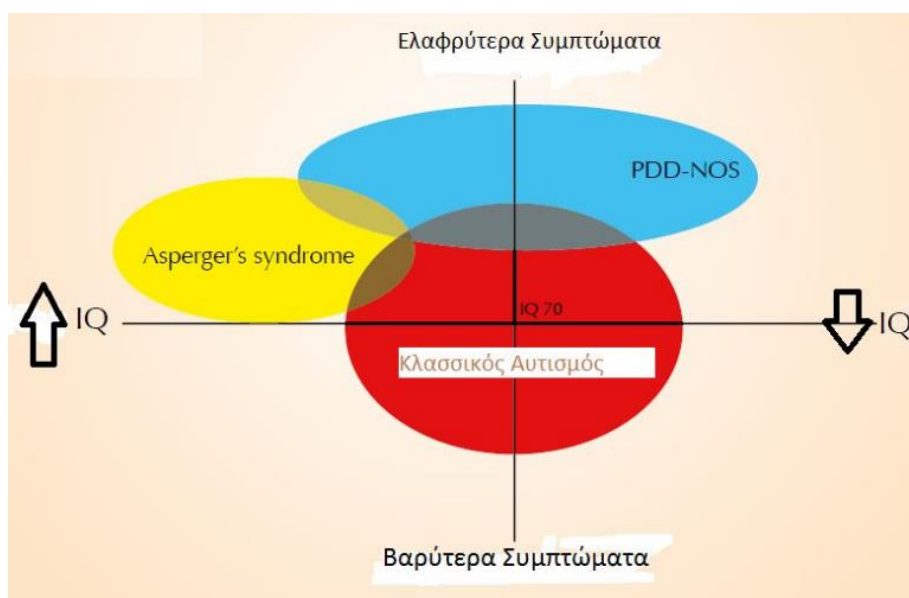 Ελαφρύτερα Συμπτώματα
PDD-NOS
Asperger's syndrome
IQ 70
IQ
IQ
Κλασσικός Αυτισμός
Βαρύτερα Συμπτώματα